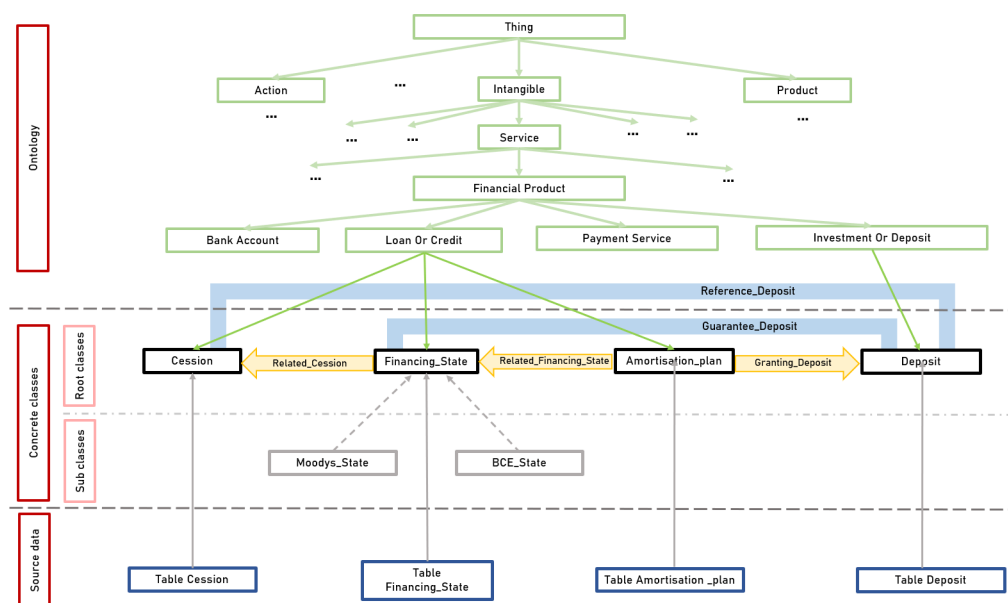 Thing
Action
...
Intangible
Product
...
...
...
...
...
...
Service
...
...
Financial Product
Bank Account
Loan Or Credit
Payment Service
Investment Or Deposit
Ontology
Reference_Deposit
Guarantee_Deposit
Cession
Related_Cession
Financing_State
Related_Financing_State
Amortisation_plan
Granting_Deposit
Deposit
Concrete classes
Root classes
Sub classes
Moodys_State
BCE_State
Source data
Table Cession
Table
Financing_State
Table Amortisation _plan
Table Deposit